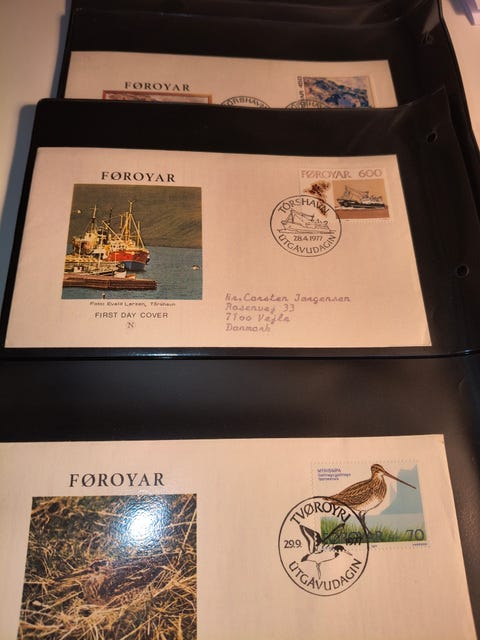 FØROYAR
TÓRSHAVN
FØROYAR
FØROYAR 600
TÓRSHAVN
28.4.1977
ÚTGÁVUDAGIN
Foto: Evald Larsen, Tórshavn
FIRST DAY COVER
N
Hr. Carsten Jørgensen
Rosenvej 33
7100 Vejle
Danmark
FØROYAR
MÝRISNÍPA
TVØROYRI
29.9. 1977
ÚTGÁVUDAGIN
70